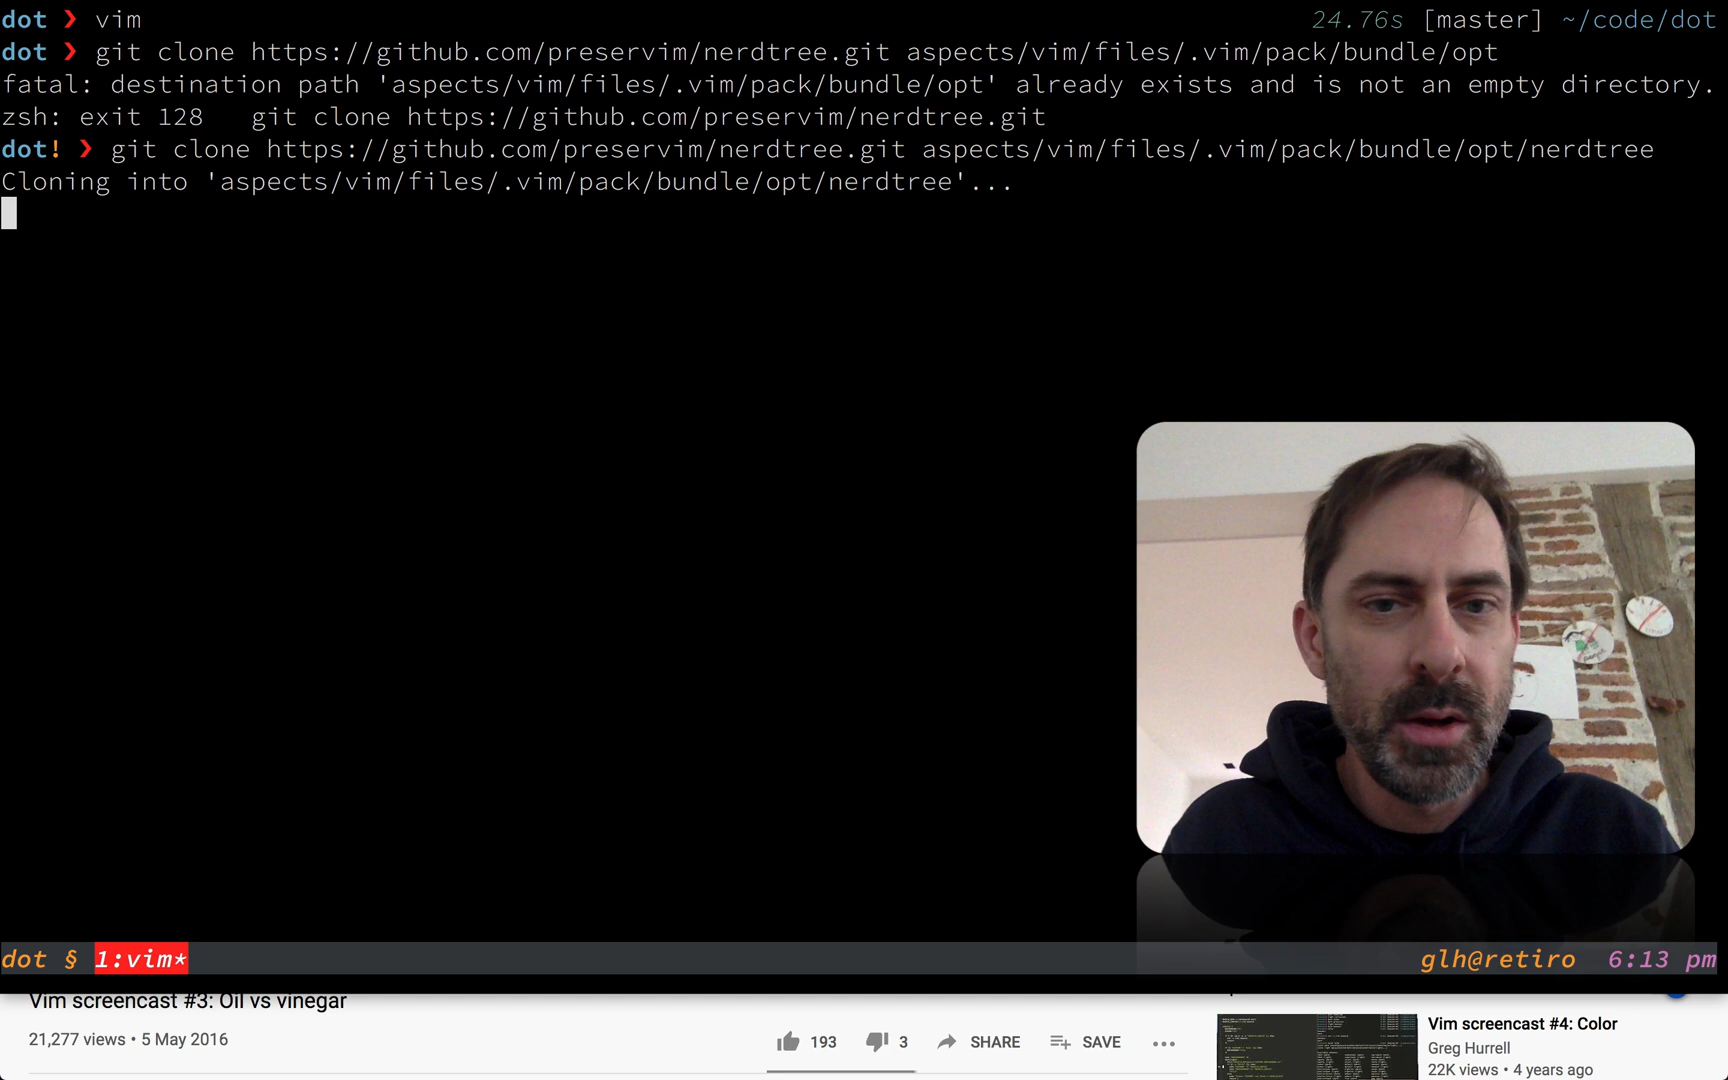 dot ❯ vim 24.76s [master] ~/code/dot
dot ❯ git clone https://github.com/preservim/nerdtree.git aspects/vim/files/.vim/pack/bundle/opt
fatal: destination path 'aspects/vim/files/.vim/pack/bundle/opt' already exists and is not an empty directory.
zsh: exit 128   git clone https://github.com/preservim/nerdtree.git
dot! ❯ git clone https://github.com/preservim/nerdtree.git aspects/vim/files/.vim/pack/bundle/opt/nerdtree
Cloning into 'aspects/vim/files/.vim/pack/bundle/opt/nerdtree'...
dot § 1:vim* glh@retiro 6:13 pm
Vim screencast #3: Oil vs vinegar
21,277 views • 5 May 2016
193 3 SHARE SAVE
Vim screencast #4: Color
Greg Hurrell
22K views • 4 years ago